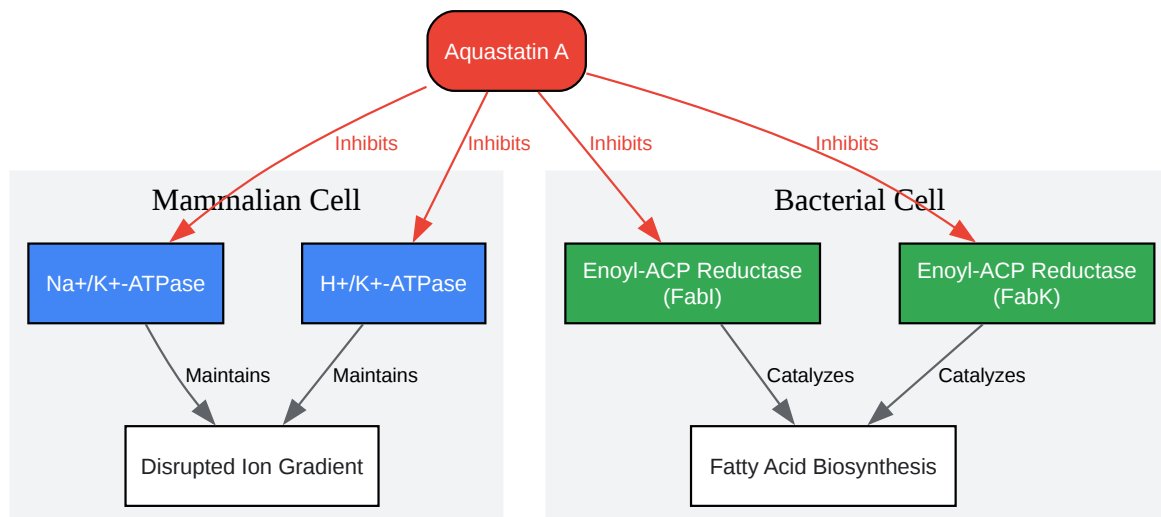 Aquastatin A
Inhibits
Inhibits
Inhibits
Inhibits
Mammalian Cell
Bacterial Cell
Na+/K+-ATPase
H+/K+-ATPase
Enoyl-ACP Reductase
(FabI)
Enoyl-ACP Reductase
(FabK)
Maintains
Maintains
Catalyzes
Catalyzes
Disrupted Ion Gradient
Fatty Acid Biosynthesis